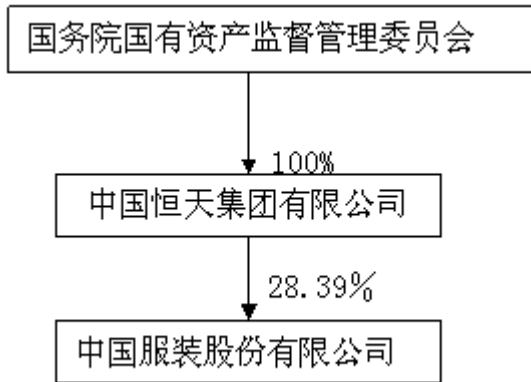 国务院国有资产监督管理委员会
100%
中国恒天集团有限公司
28.39%
中国服装股份有限公司